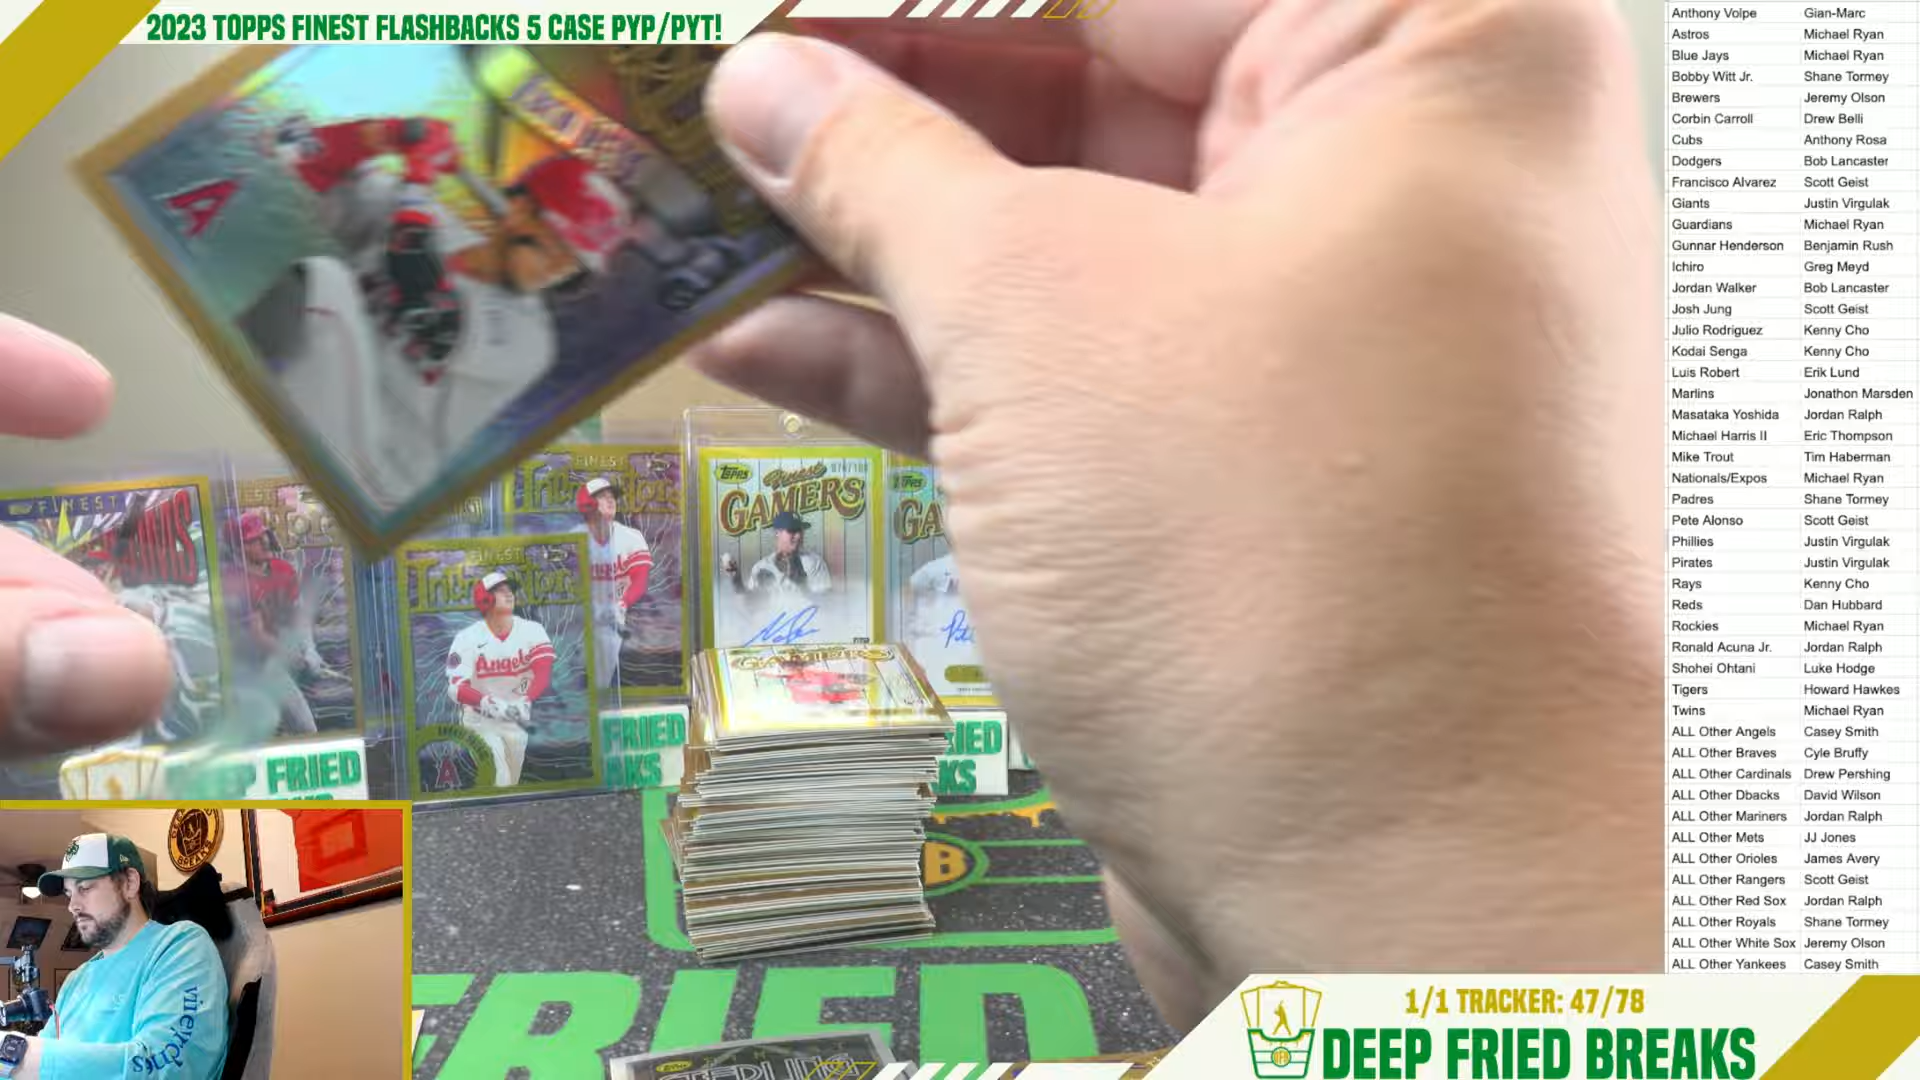 2023 TOPPS FINEST FLASHBACKS 5 CASE PYP/PYT!
Anthony Volpe Gian-Marc
Astros Michael Ryan
Blue Jays Michael Ryan
Bobby Witt Jr. Shane Tormey
Brewers Jeremy Olson
Corbin Carroll Drew Belli
Cubs Anthony Rosa
Dodgers Bob Lancaster
Francisco Alvarez Scott Geist
Giants Justin Virgulak
Guardians Michael Ryan
Gunnar Henderson Benjamin Rush
Ichiro Greg Meyd
Jordan Walker Bob Lancaster
Josh Jung Scott Geist
Julio Rodriguez Kenny Cho
Kodai Senga Kenny Cho
Luis Robert Erik Lund
Marlins Jonathon Marsden
Masataka Yoshida Jordan Ralph
Michael Harris II Eric Thompson
Mike Trout Tim Haberman
Nationals/Expos Michael Ryan
Padres Shane Tormey
Pete Alonso Scott Geist
Phillies Justin Virgulak
Pirates Justin Virgulak
Rays Kenny Cho
Reds Dan Hubbard
Rockies Michael Ryan
Ronald Acuna Jr. Jordan Ralph
Shohei Ohtani Luke Hodge
Tigers Howard Hawkes
Twins Michael Ryan
ALL Other Angels Casey Smith
ALL Other Braves Cyle Bruffy
ALL Other Cardinals Drew Pershing
ALL Other Dbacks David Wilson
ALL Other Mariners Jordan Ralph
ALL Other Mets JJ Jones
ALL Other Orioles James Avery
ALL Other Rangers Scott Geist
ALL Other Red Sox Jordan Ralph
ALL Other Royals Shane Tormey
ALL Other White Sox Jeremy Olson
ALL Other Yankees Casey Smith
FINEST
FINEST
TOPPS
Finest
GAMERS
FINEST
Angels
GAMERS
FRIED
FRIED
FRIED
1/1 TRACKER: 47/78
DEEP FRIED BREAKS